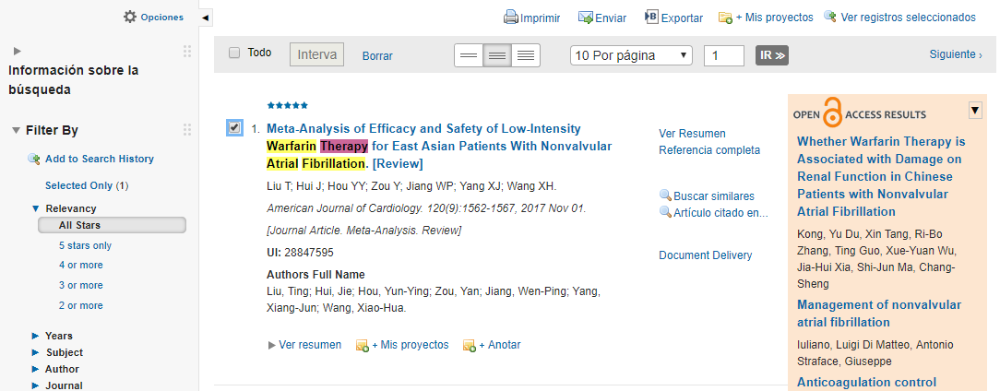 Opciones
Información sobre la
búsqueda
Filter By
Add to Search History
Selected Only (1)
Relevancy
All Stars
5 stars only
4 or more
3 or more
2 or more
Years
Subject
Author
Journal
Imprimir Enviar Exportar + Mis proyectos Ver registros seleccionados
Todo Interva Borrar 10 Por página 1 IR ≫ Siguiente ›
1. Meta-Analysis of Efficacy and Safety of Low-Intensity
Warfarin Therapy for East Asian Patients With Nonvalvular
Atrial Fibrillation. [Review]
Liu T; Hui J; Hou YY; Zou Y; Jiang WP; Yang XJ; Wang XH.
American Journal of Cardiology. 120(9):1562-1567, 2017 Nov 01.
[Journal Article. Meta-Analysis. Review]
UI: 28847595
Authors Full Name
Liu, Ting; Hui, Jie; Hou, Yun-Ying; Zou, Yan; Jiang, Wen-Ping; Yang,
Xiang-Jun; Wang, Xiao-Hua.
Ver resumen + Mis proyectos + Anotar
Ver Resumen
Referencia completa
Buscar similares
Artículo citado en...
Document Delivery
OPEN ACCESS RESULTS
Whether Warfarin Therapy is
Associated with Damage on
Renal Function in Chinese
Patients with Nonvalvular
Atrial Fibrillation
Kong, Yu Du, Xin Tang, Ri-Bo
Zhang, Ting Guo, Xue-Yuan Wu,
Jia-Hui Xia, Shi-Jun Ma, Chang-
Sheng
Management of nonvalvular
atrial fibrillation
Iuliano, Luigi Di Matteo, Antonio
Straface, Giuseppe
Anticoagulation control